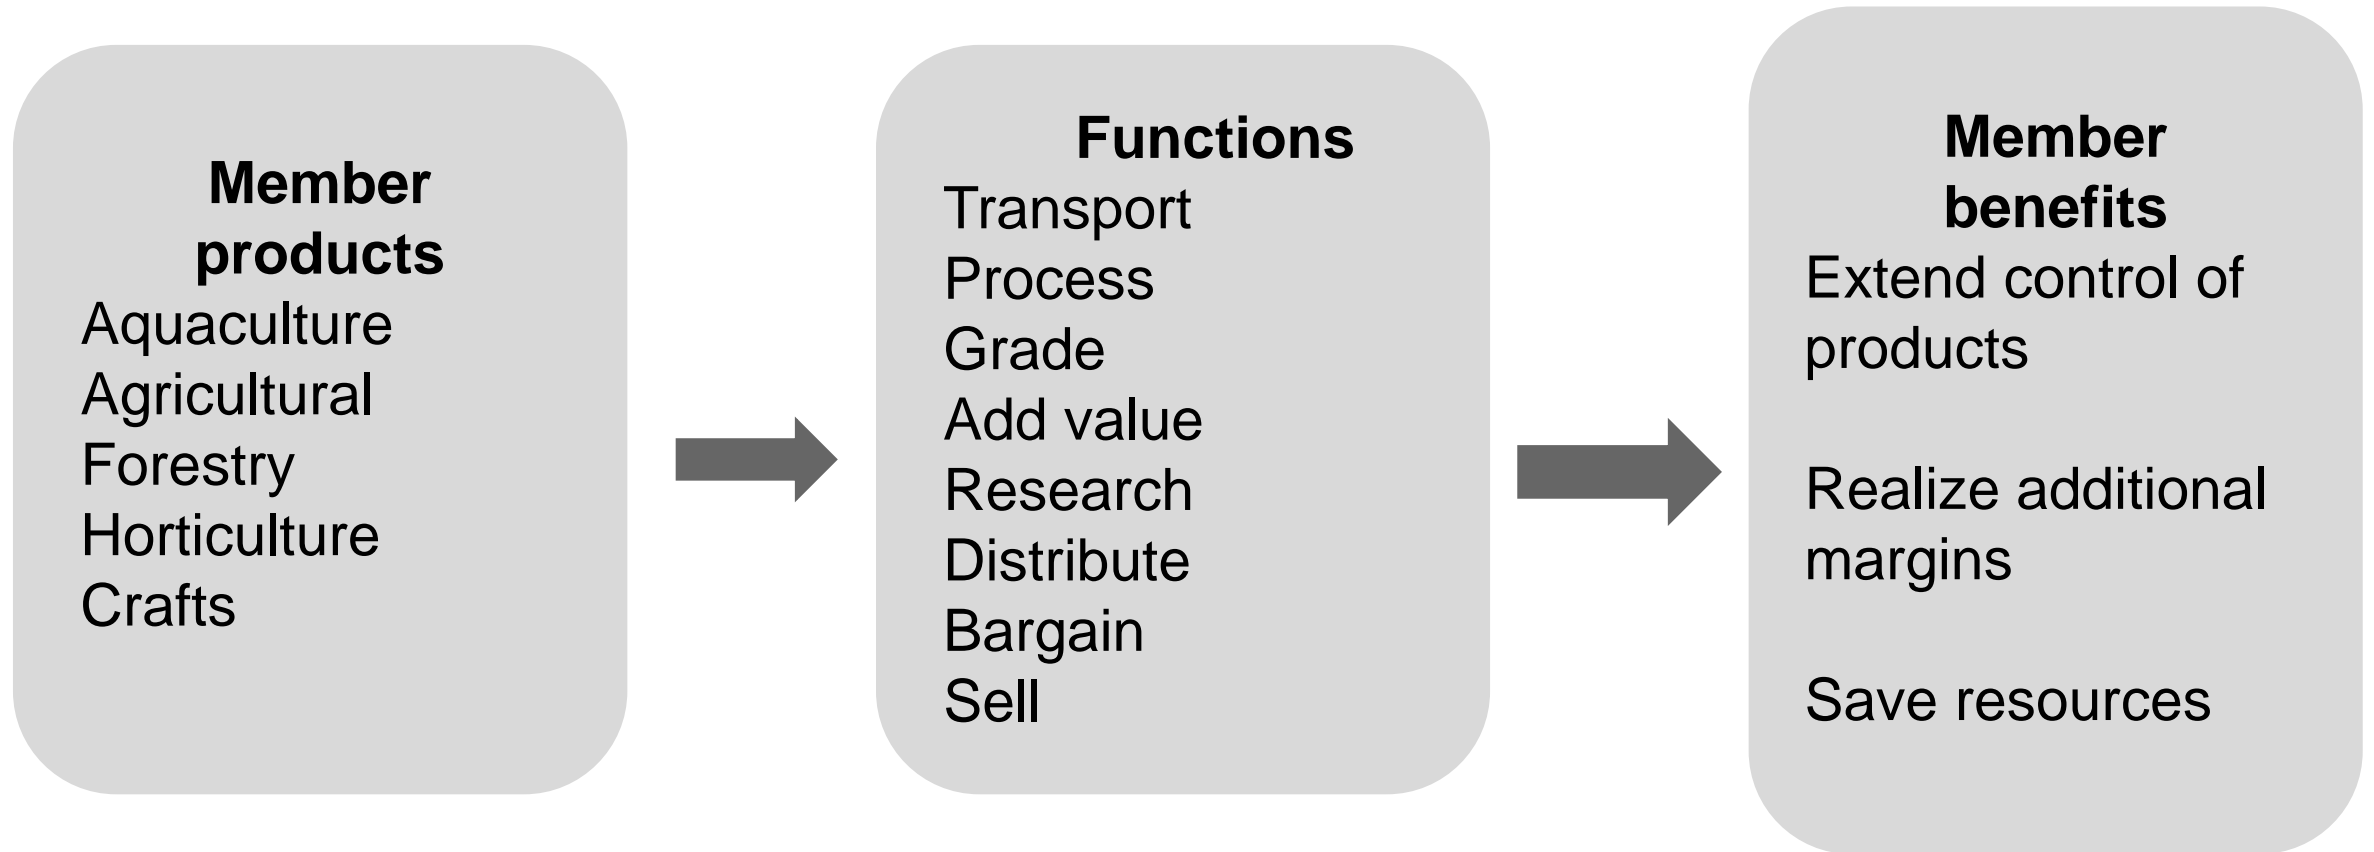 Member
products
Aquaculture
Agricultural
Forestry
Horticulture
Crafts
Functions
Transport
Process
Grade
Add value
Research
Distribute
Bargain
Sell
Member
benefits
Extend control of
products
Realize additional
margins
Save resources